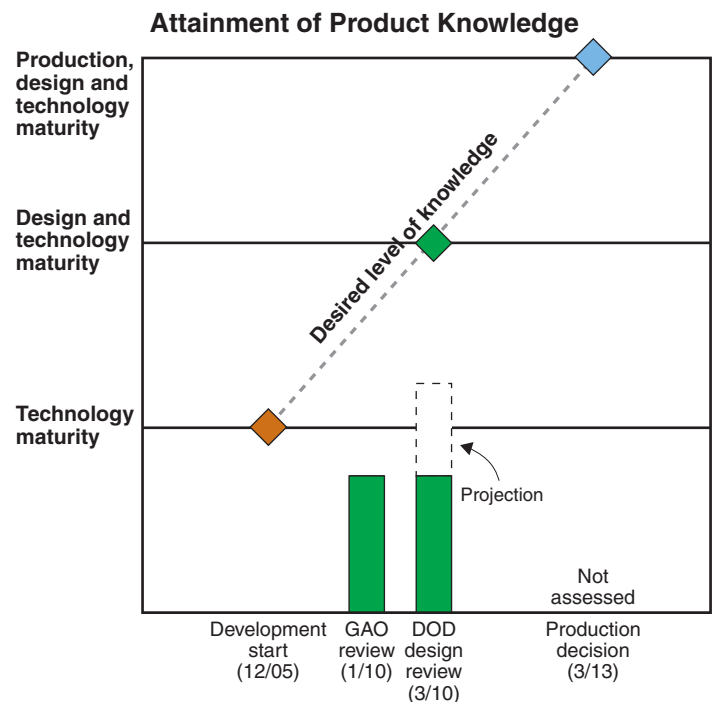 Attainment of Product Knowledge
Production,
design and
technology
maturity
Design and
technology
maturity
Desired level of knowledge
Technology
maturity
Projection
Not
assessed
Development
start
(12/05)
GAO
review
(1/10)
DOD
design
review
(3/10)
Production
decision
(3/13)